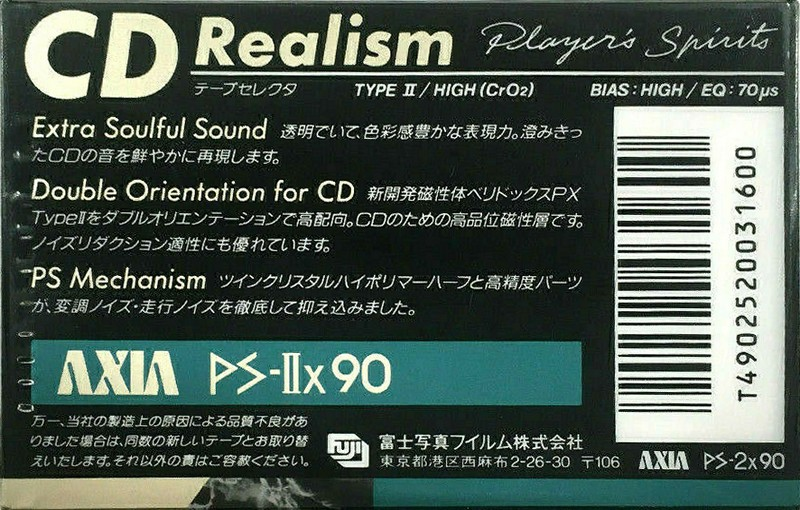 CD Realism Player's Spirits
テープセレクタ TYPE II/HIGH (CrO2) BIAS: HIGH / EQ: 70μs
Extra Soulful Sound 透明でいて、色彩感豊かな表現力。澄みきっ
たCDの音を鮮やかに再現します。
Double Orientation for CD 新開発磁性体ベリドックスPX
TypeIIをダブルオリエンテーションで高配向。CDのための高品位磁性層です。
ノイズリダクション適性にも優れています。
PS Mechanism ツインクリスタルハイポリマーハーフと高精度パーツ
が、変調ノイズ・走行ノイズを徹底して抑え込みました。
T4902520031600
AXIA PS-IIx90
万一、当社の製造上の原因による品質不良があ
りました場合は、同数の新しいテープとお取り替
えいたします。それ以外の責はご容赦ください。
FUJI 富士写真フイルム株式会社
東京都港区西麻布2-26-30 〒106
AXIA PS-2x90